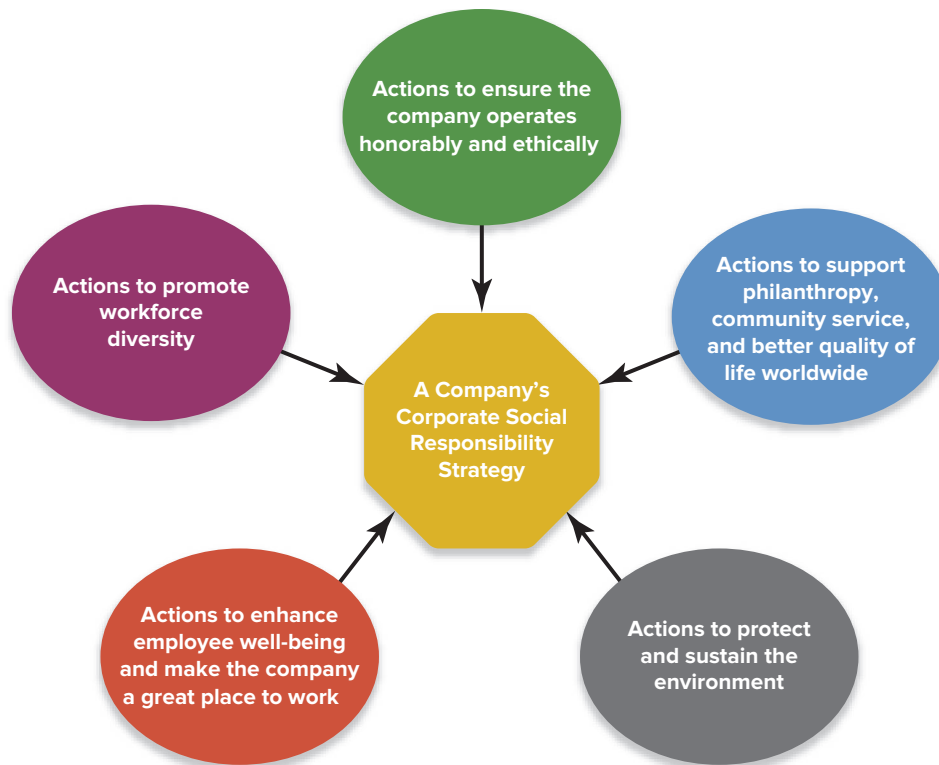 Actions to ensure the
company operates
honorably and ethically
Actions to promote
workforce
diversity
Actions to support
philanthropy,
community service,
and better quality of
life worldwide
A Company’s
Corporate Social
Responsibility
Strategy
Actions to enhance
employee well-being
and make the company
a great place to work
Actions to protect
and sustain the
environment